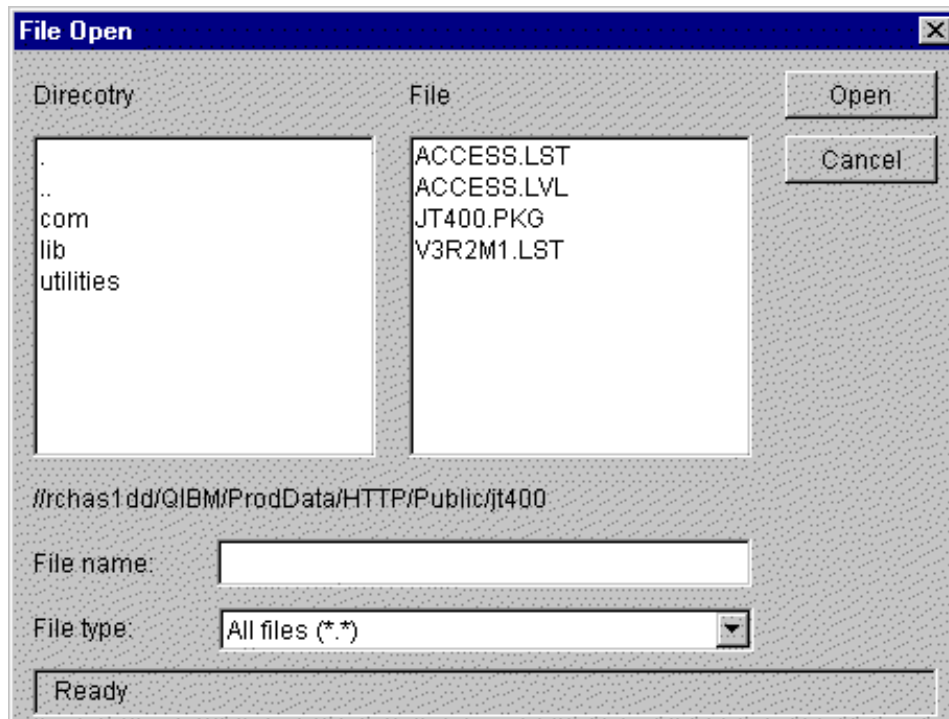 File Open
Direcotry
File
Open
Cancel
.
..
com
lib
utilities
ACCESS.LST
ACCESS.LVL
JT400.PKG
V3R2M1.LST
//rchas1dd/QIBM/ProdData/HTTP/Public/jt400
File name:
File type:
All files (*.*)
Ready